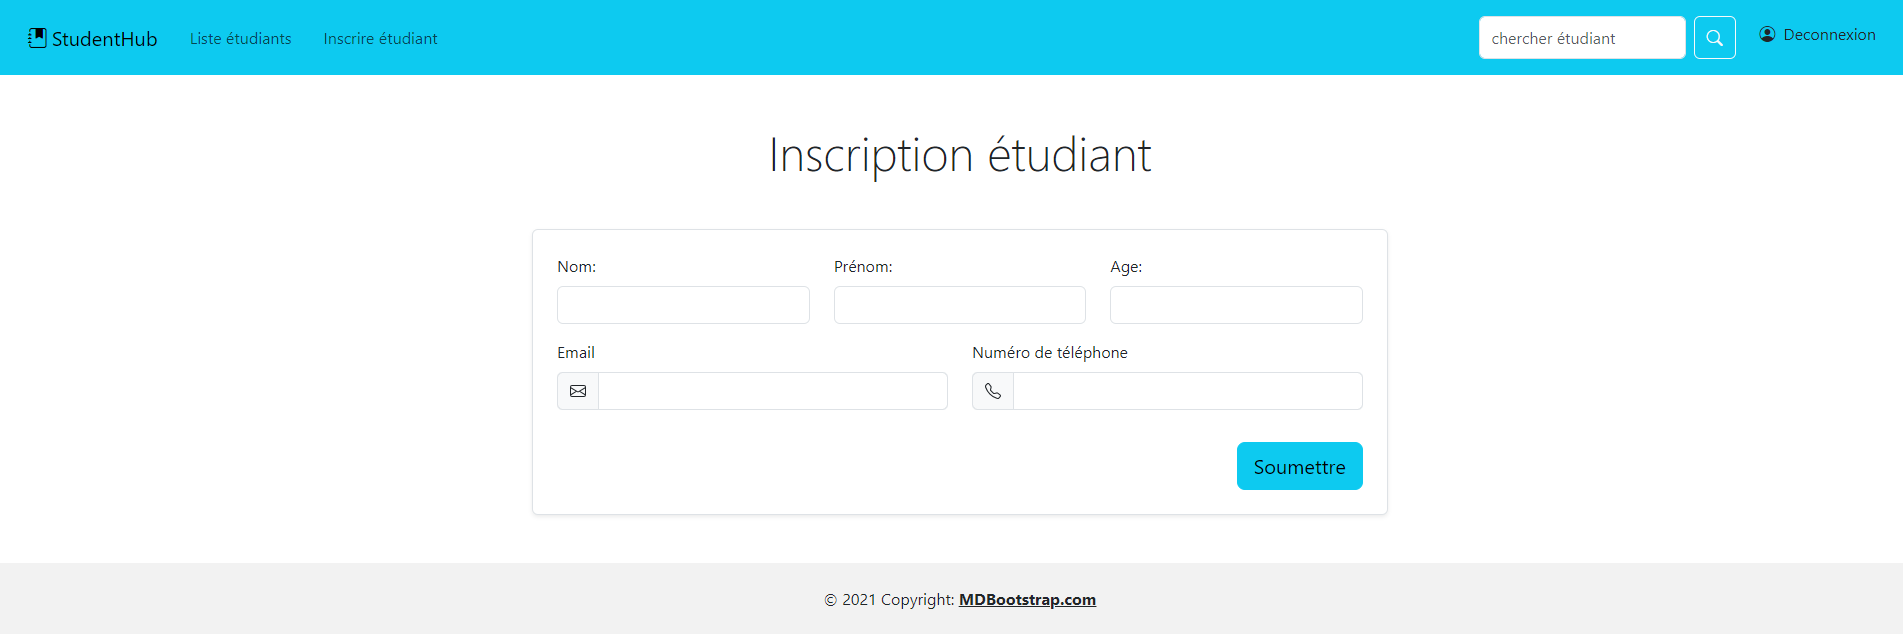 StudentHub Liste étudiants Inscrire étudiant chercher étudiant Deconnexion
Inscription étudiant
Nom: Prénom: Age:
Email Numéro de téléphone
Soumettre
© 2021 Copyright: MDBootstrap.com